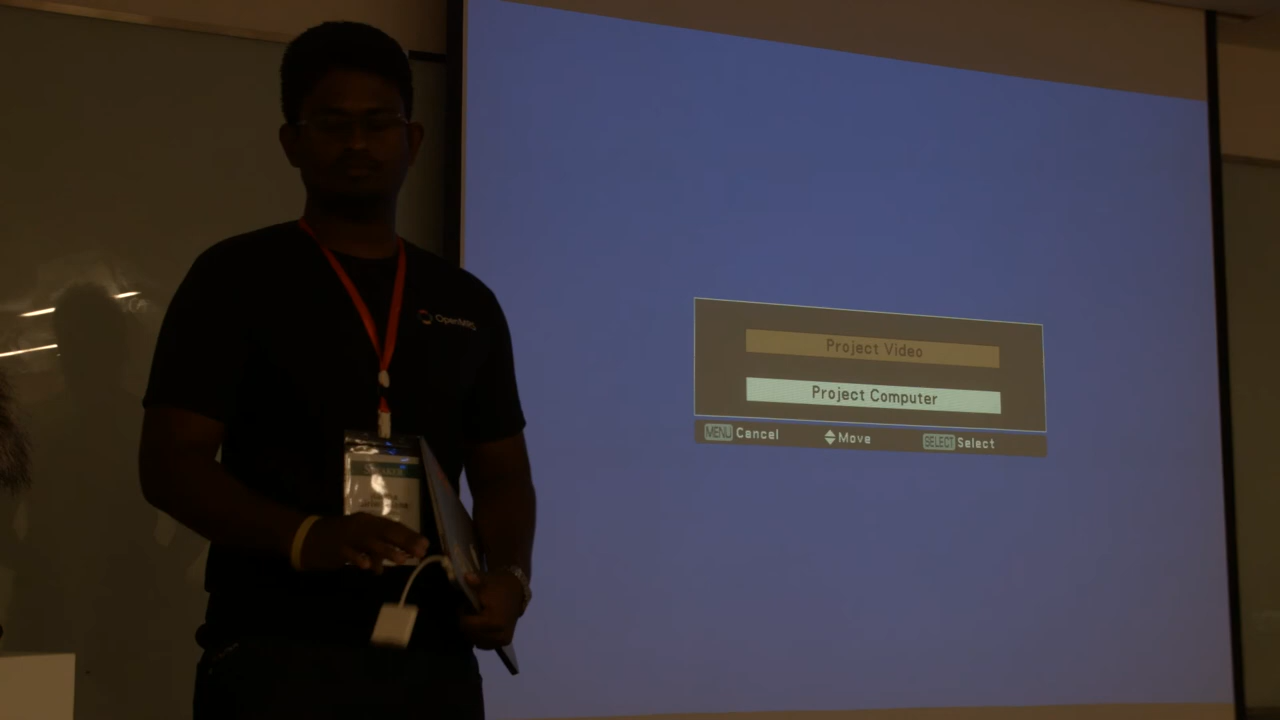 OpenMRS
Project Video
Project Computer
MENU Cancel
Move
SELECT Select